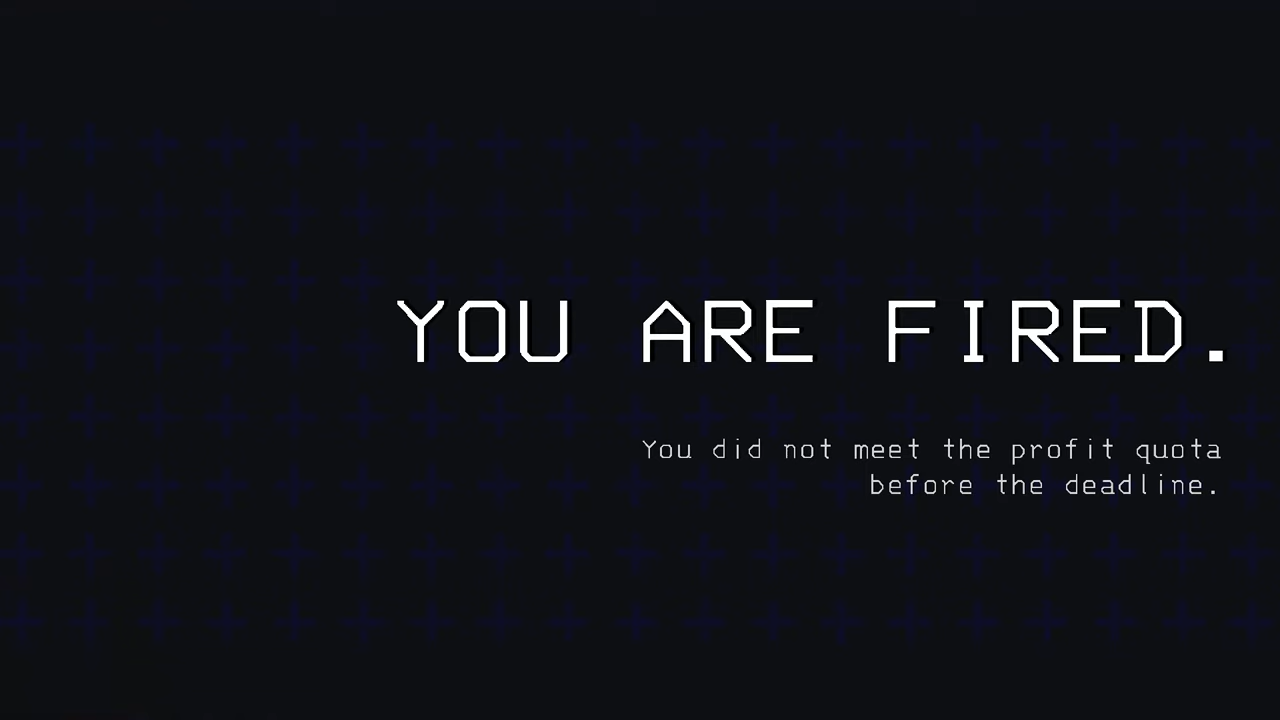 YOU ARE FIRED.
You did not meet the profit quota
before the deadline.